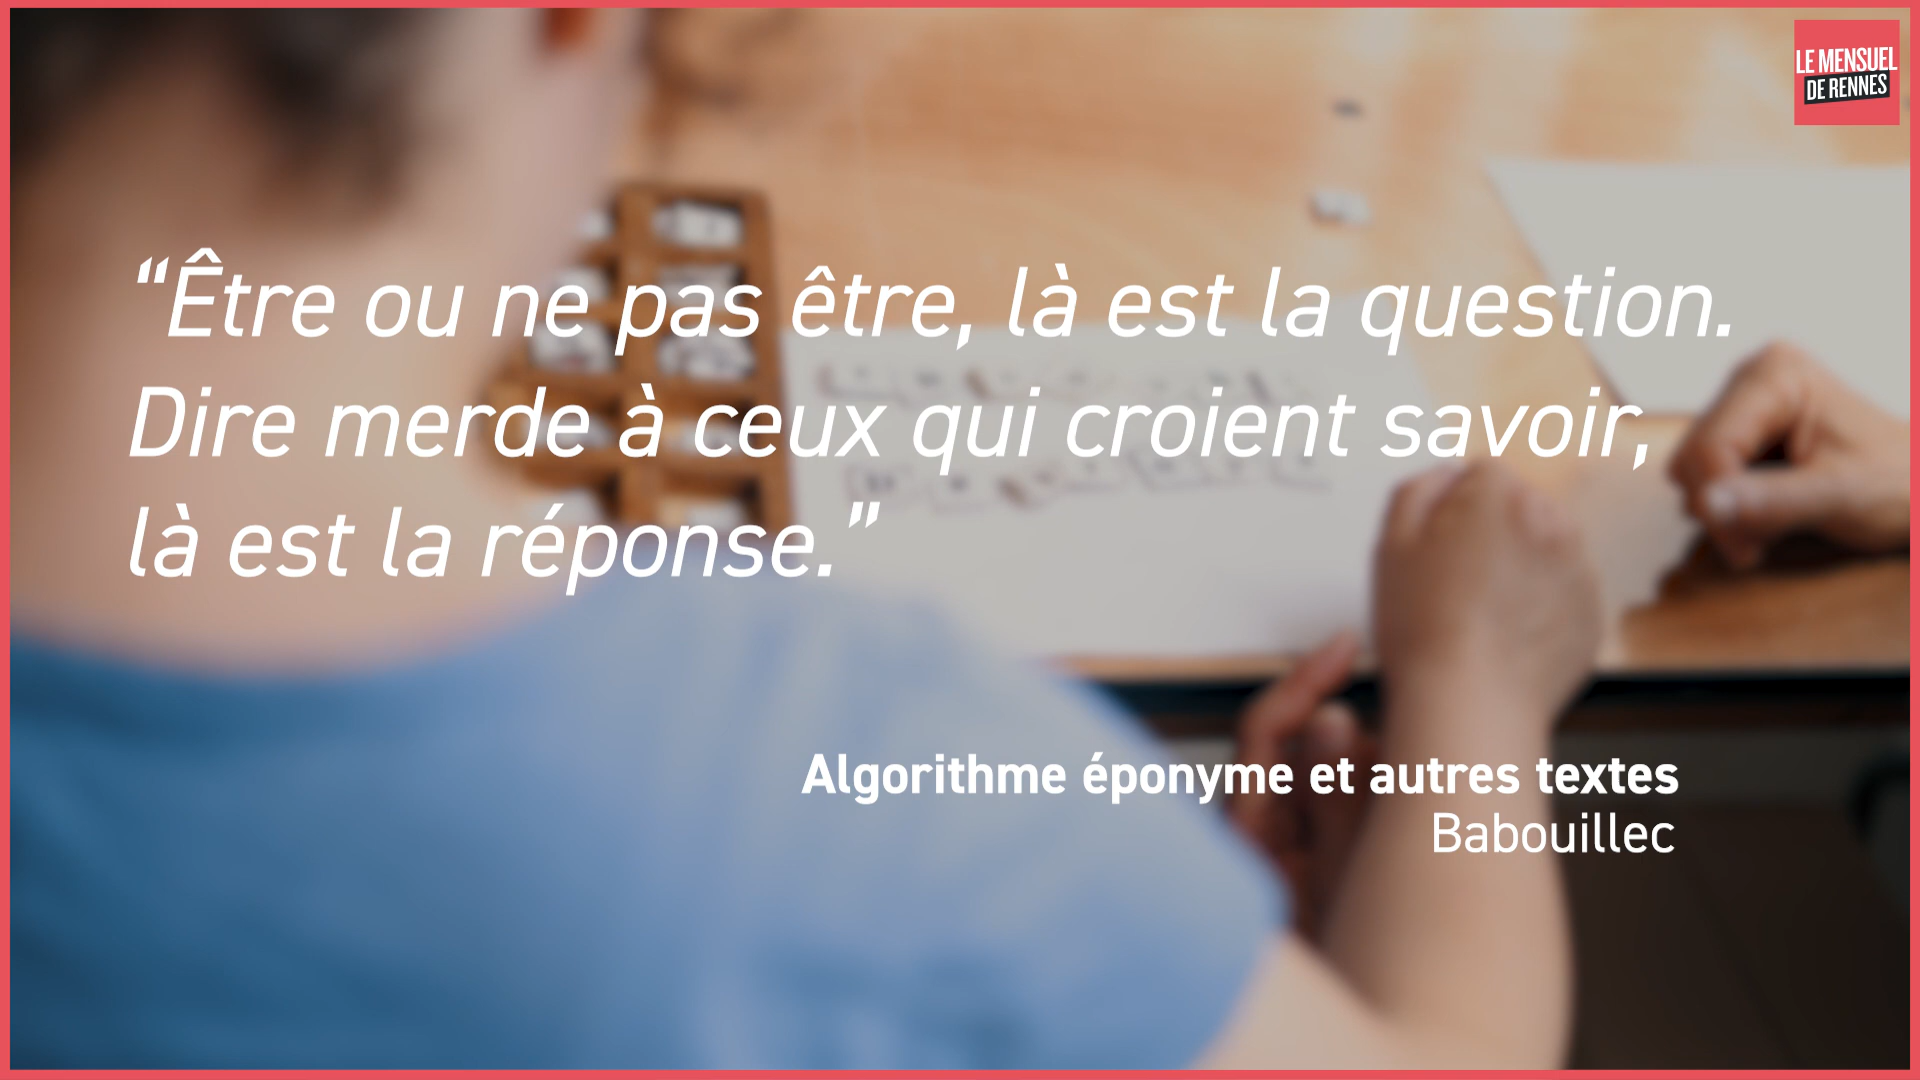 LE MENSUEL
DE RENNES
“Être ou ne pas être, là est la question.
Dire merde à ceux qui croient savoir,
là est la réponse.”
Algorithme éponyme et autres textes
Babouillec